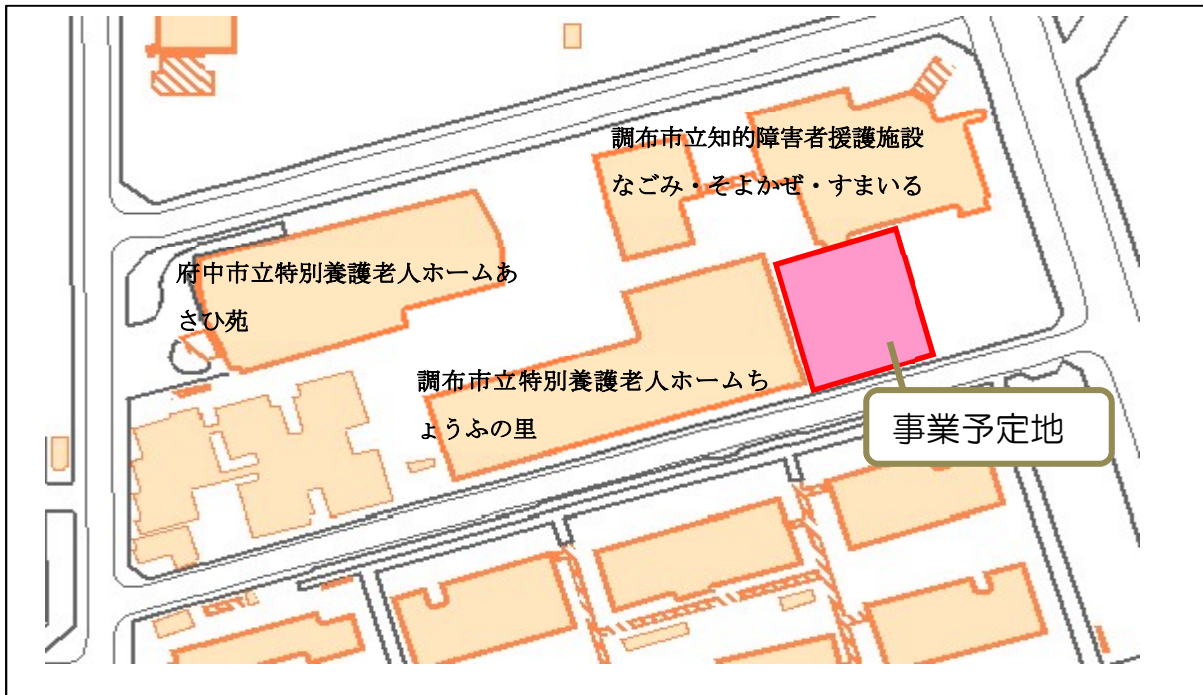 調布市立知的障害者援護施設
なごみ・そよかぜ・すまいる
府中市立特別養護老人ホームあ
さひ苑
調布市立特別養護老人ホームち
ょうふの里
事業予定地